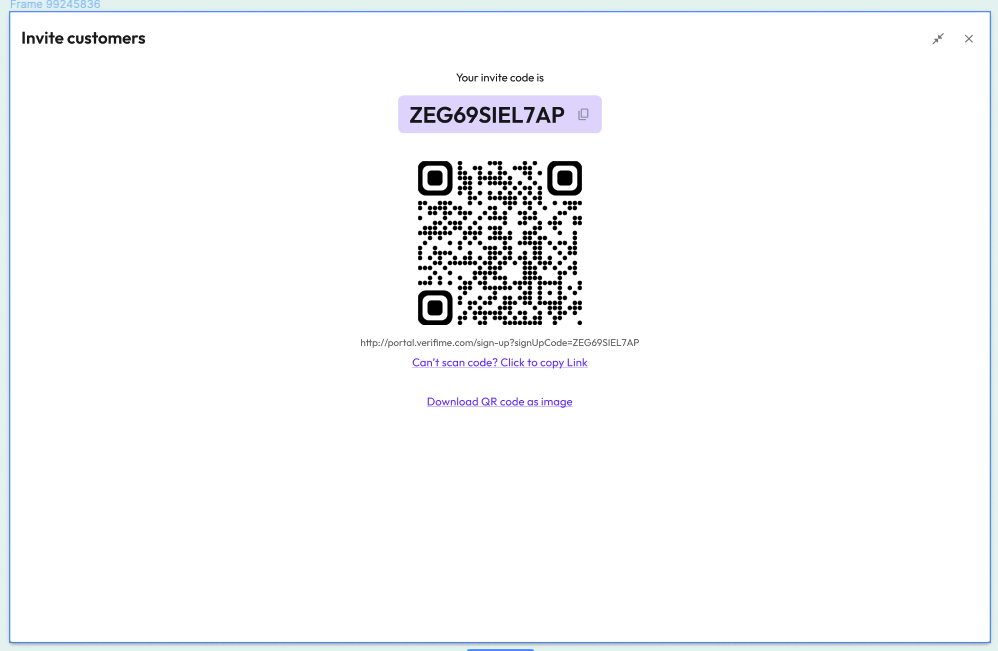 Frame 99245836
Invite customers
Your invite code is
ZEG69SIEL7AP
http://portal.verifime.com/sign-up?signUpCode=ZEG69SIEL7AP
Can't scan code? Click to copy Link
Download QR code as image